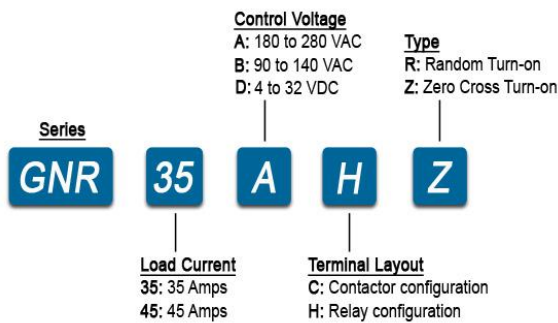 Control Voltage
A: 180 to 280 VAC
B: 90 to 140 VAC
D: 4 to 32 VDC
Type
R: Random Turn-on
Z: Zero Cross Turn-on
Series
GNR 35 A H Z
Load Current
35: 35 Amps
45: 45 Amps
Terminal Layout
C: Contactor configuration
H: Relay configuration